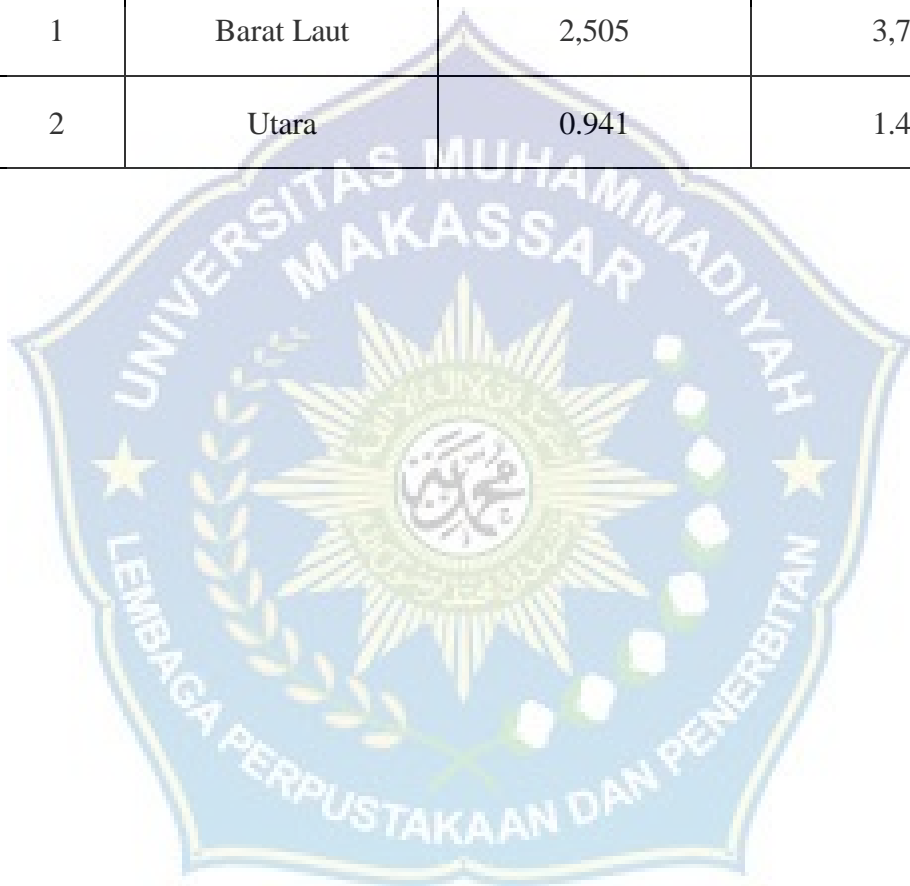 1 Barat Laut 2,505 3,7
2 Utara 0.941 1.4
UNIVERSITAS MUHAMMADIYAH
MAKASSAR
محمدية
LEMBAGA PERPUSTAKAAN DAN PENERBITAN